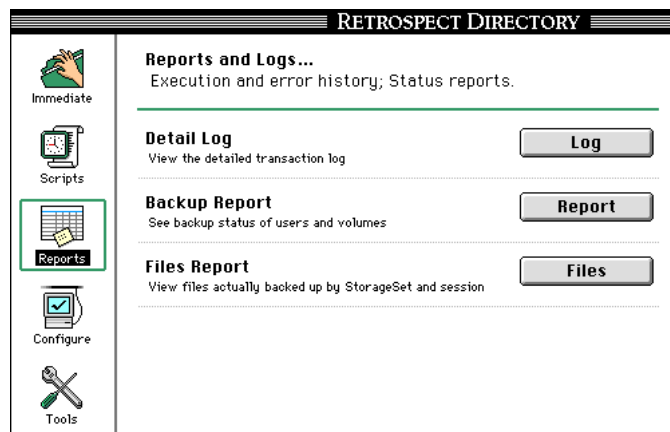 RETROSPECT DIRECTORY
Immediate
Scripts
Reports
Configure
Tools
Reports and Logs...
Execution and error history; Status reports.
Detail Log
View the detailed transaction log
Log
Backup Report
See backup status of users and volumes
Report
Files Report
View files actually backed up by StorageSet and session
Files